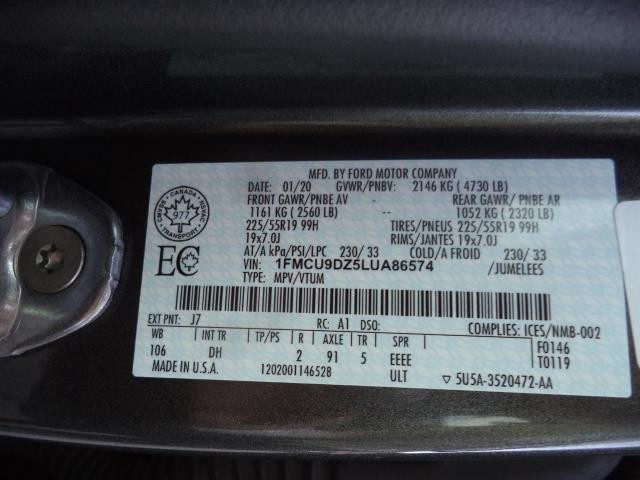 MFD. BY FORD MOTOR COMPANY
DATE: 01/20 GVWR/PNBV: 2146 KG ( 4730 LB)
FRONT GAWR/PNBE AV REAR GAWR/ PNBE AR
1161 KG ( 2560 LB) -- 1052 KG ( 2320 LB)
225/55R19 99H TIRES/PNEUS 225/55R19 99H
19x7.0J RIMS/JANTES 19x7.0J
AT/A kPa/PSI/LPC 230/ 33 COLD/A FROID 230/ 33
VIN: 1FMCU9DZ5LUA86574 /JUMELEES
TYPE: MPV/VTUM
CANADA
977
TRANSPORT
EC
EXT PNT: J7 RC: A1 DSO: COMPLIES: ICES/NMB-002
WB INT TR TP/PS R AXLE TR SPR F0146
106 DH 2 91 5 EEEE T0119
MADE IN U.S.A. 1202001146528 ULT ▽ 5U5A-3520472-AA